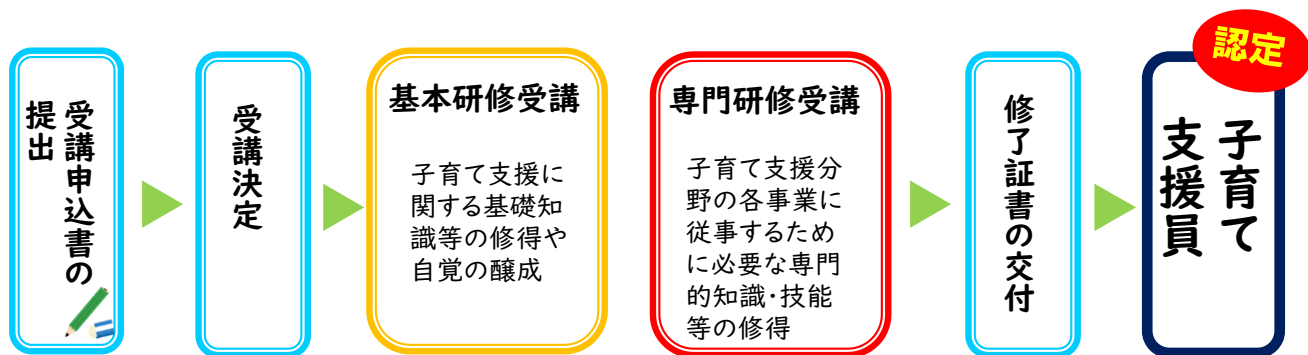 受講申込書の
提出
受講決定
基本研修受講
子育て支援に
関する基礎知
識等の修得や
自覚の醸成
専門研修受講
子育て支援分
野の各事業に
従事するため
に必要な専門
的知識・技能
等の修得
修了証書の交付
認定
子育て
支援員